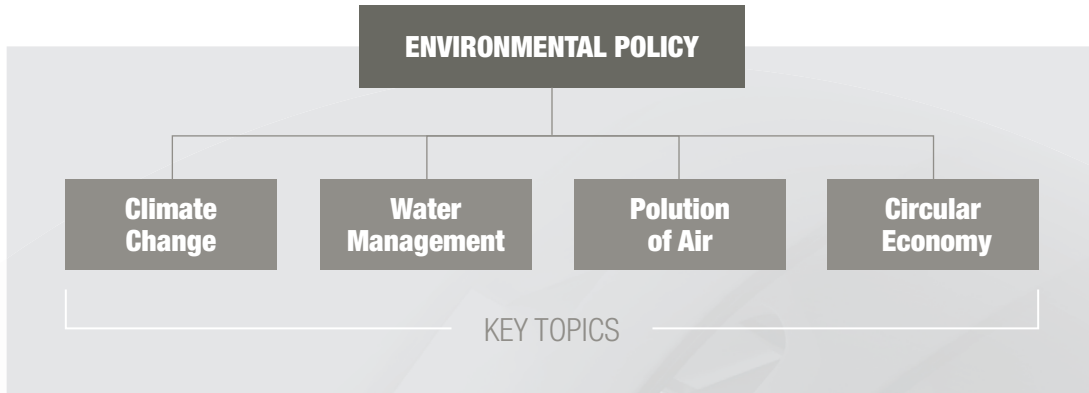 ENVIRONMENTAL POLICY
Climate
Change
Water
Management
Polution
of Air
Circular
Economy
KEY TOPICS